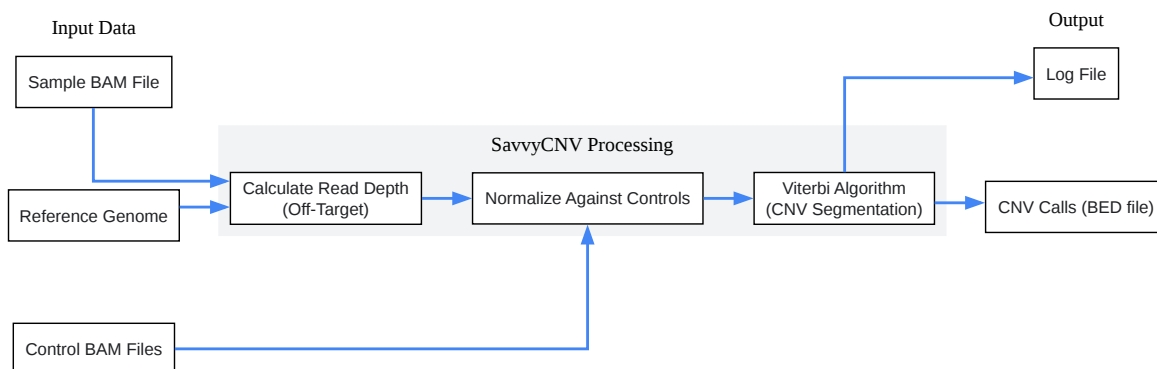 Input Data
Output
Sample BAM File
Log File
SavvyCNV Processing
Calculate Read Depth
(Off-Target)
Normalize Against Controls
Viterbi Algorithm
(CNV Segmentation)
Reference Genome
CNV Calls (BED file)
Control BAM Files